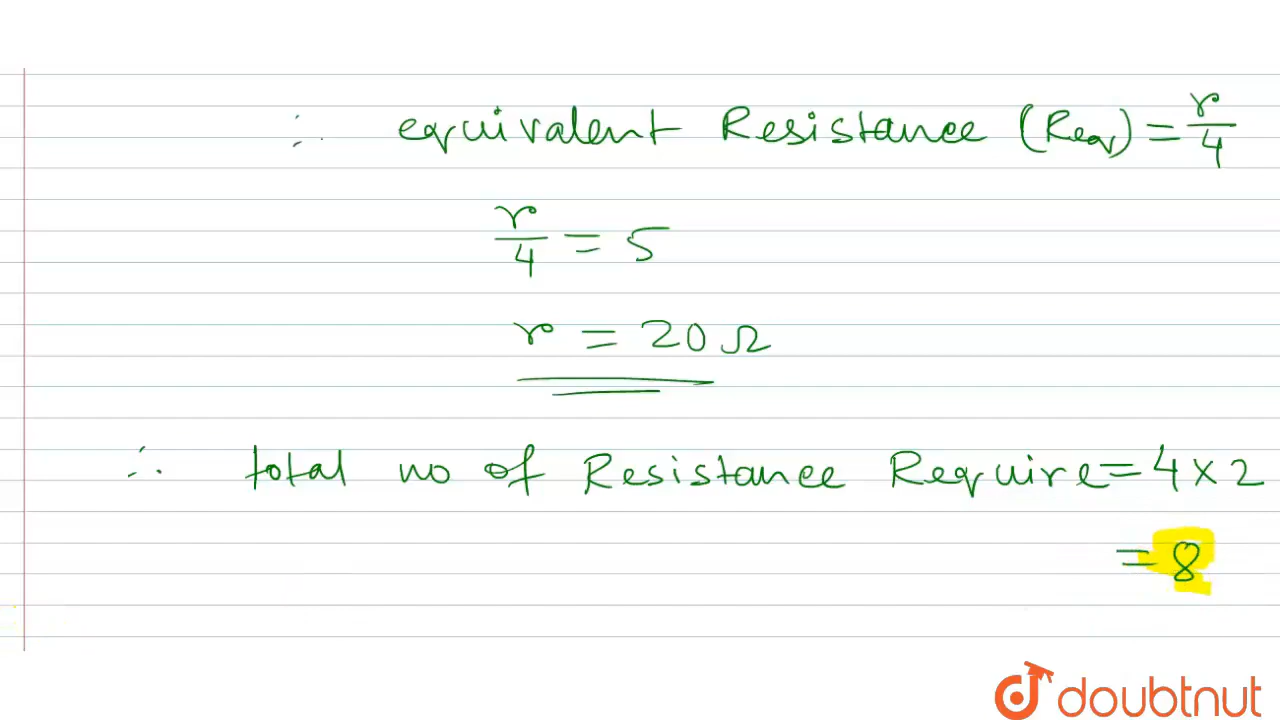 ∴ equivalent Resistance (Req) = r/4
r/4 = 5
r = 20 Ω
∴ total no of Resistance Require = 4 × 2
= 8
doubtnut